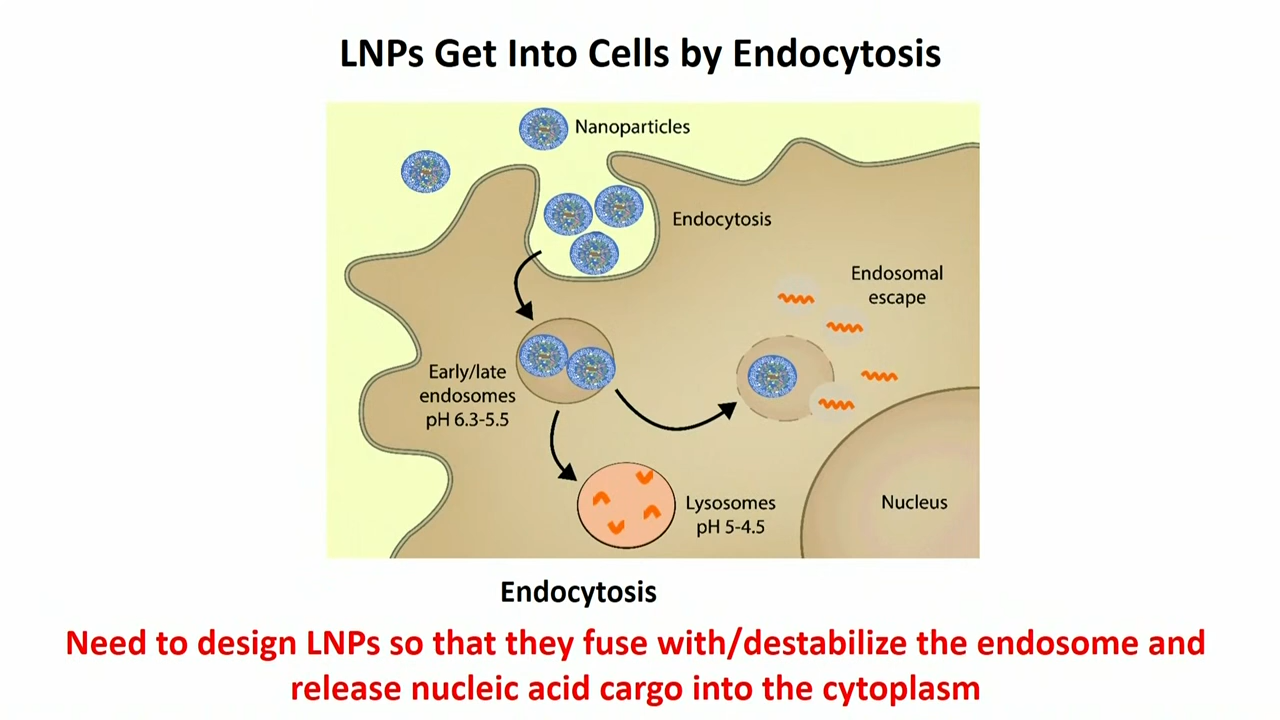 LNPs Get Into Cells by Endocytosis
Nanoparticles
Endocytosis
Endosomal
escape
Early/late
endosomes
pH 6.3-5.5
Lysosomes
pH 5-4.5
Nucleus
Endocytosis
Need to design LNPs so that they fuse with/destabilize the endosome and
release nucleic acid cargo into the cytoplasm